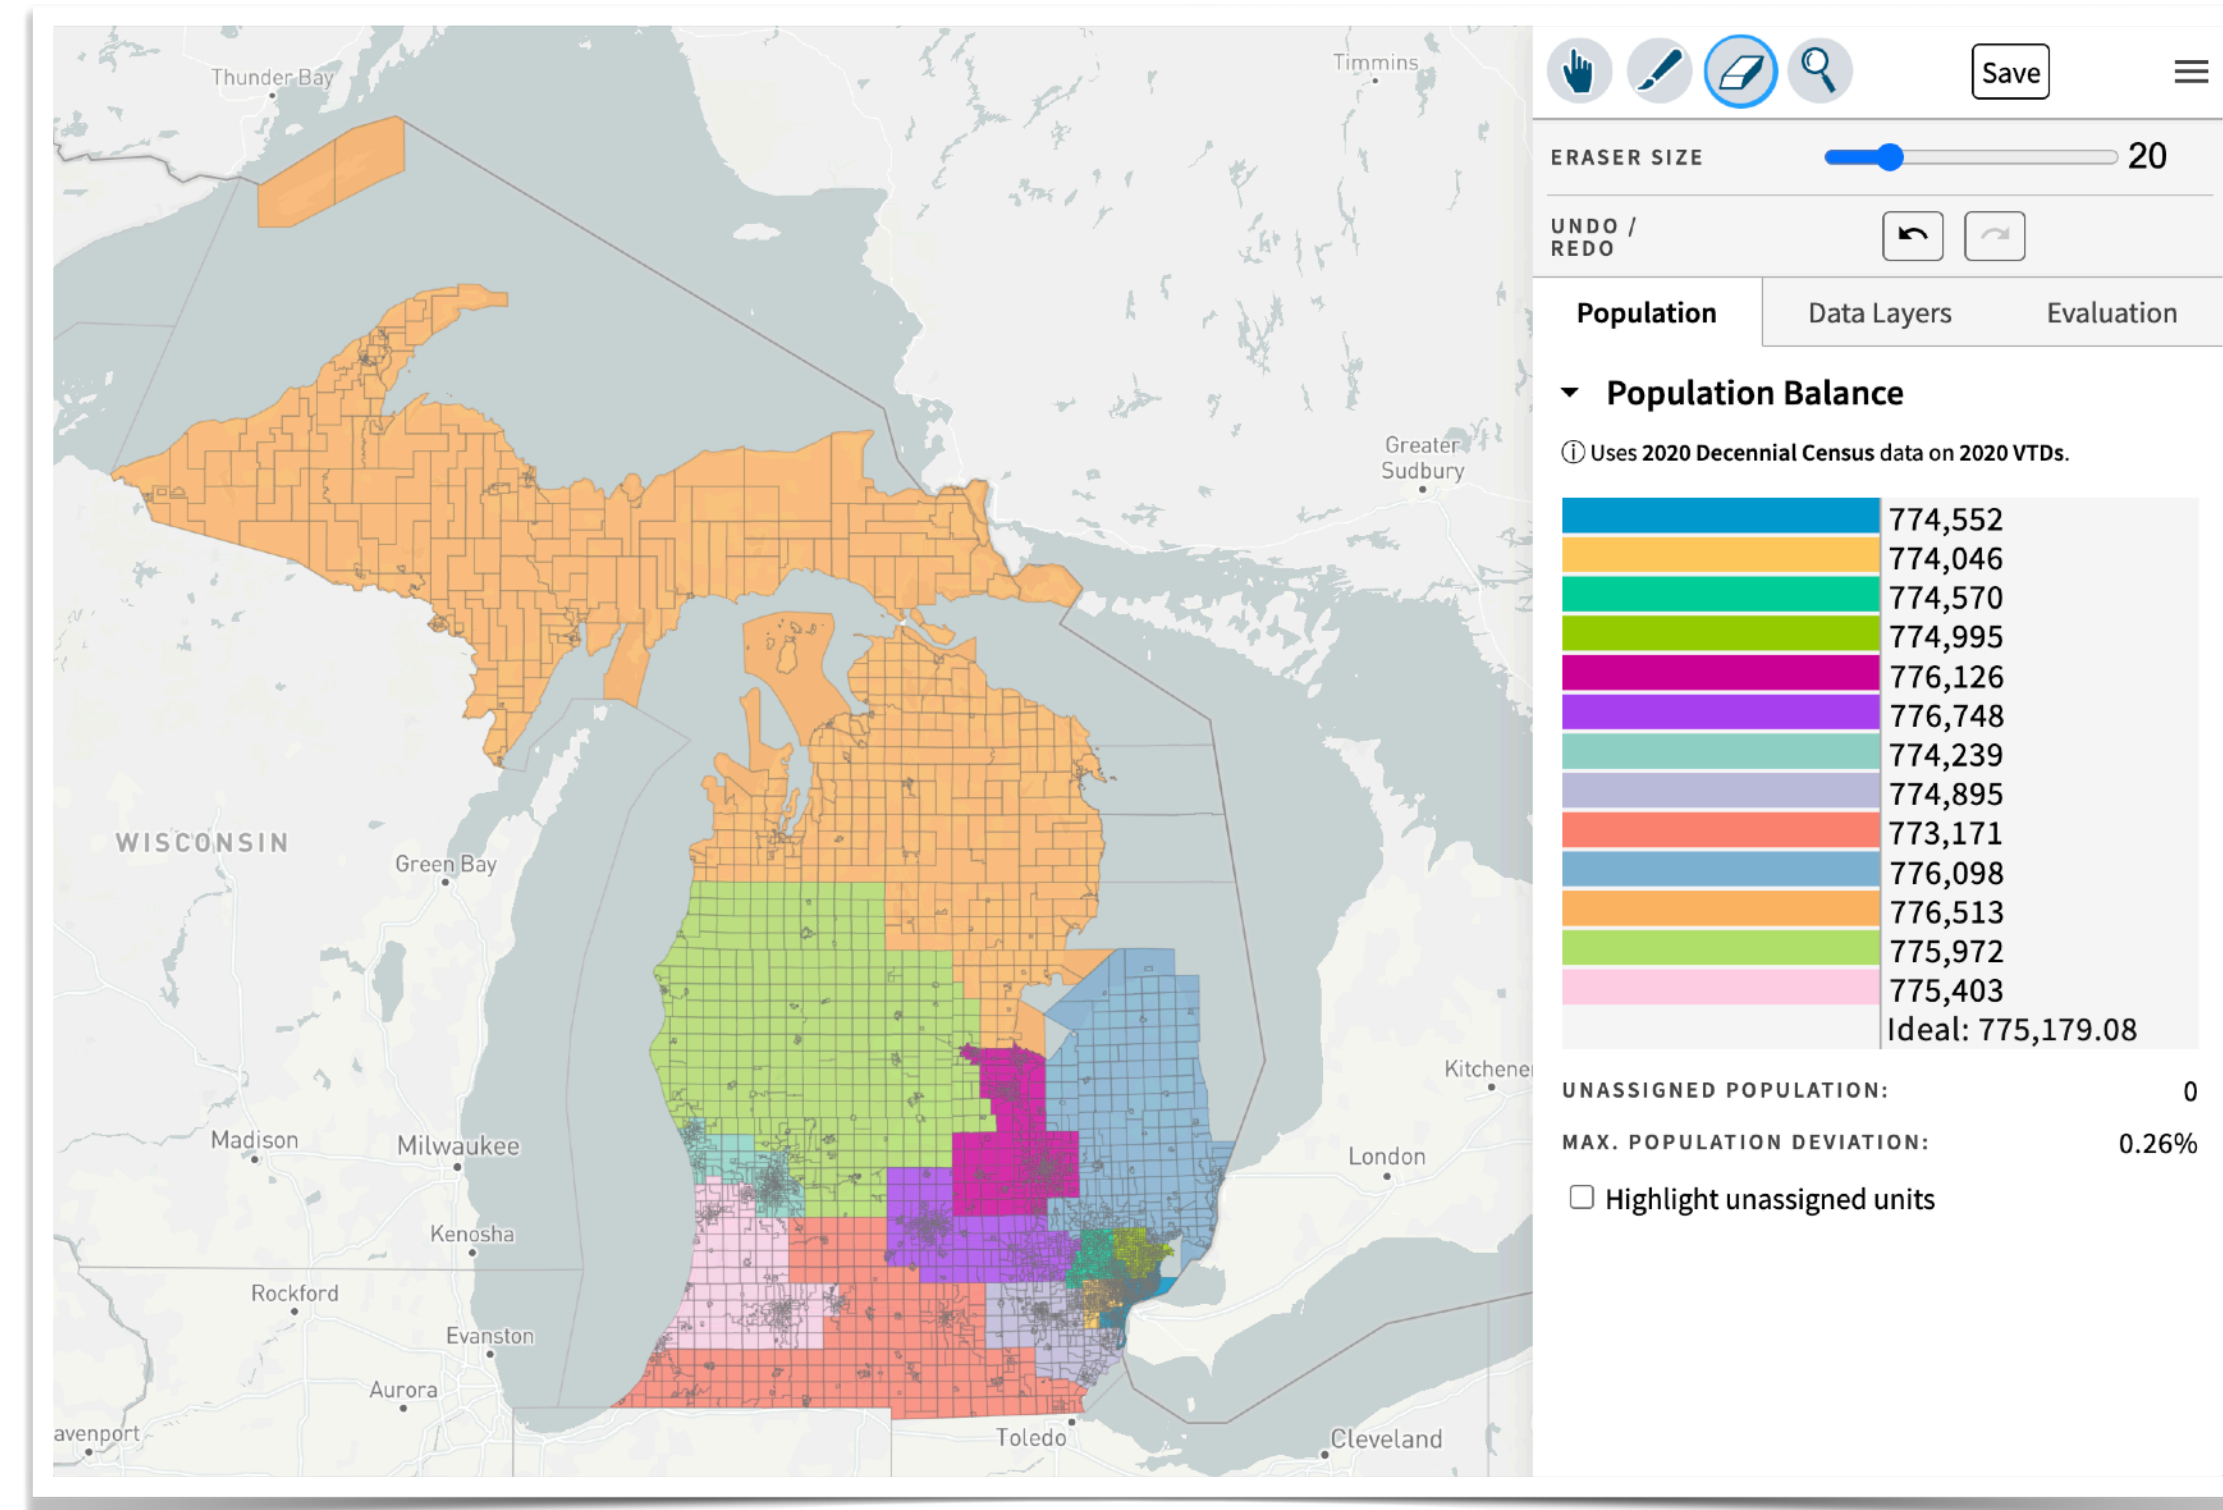 Thunder Bay
Timmins
Greater
Sudbury
WISCONSIN
Green Bay
Kitchene
Madison
Milwaukee
London
Kenosha
Rockford
Evanston
Aurora
avenport
Toledo
Cleveland
Save
ERASER SIZE
20
UNDO /
REDO
Population
Data Layers
Evaluation
Population Balance
Uses 2020 Decennial Census data on 2020 VTDs.
774,552
774,046
774,570
774,995
776,126
776,748
774,239
774,895
773,171
776,098
776,513
775,972
775,403
Ideal: 775,179.08
UNASSIGNED POPULATION: 0
MAX. POPULATION DEVIATION: 0.26%
Highlight unassigned units